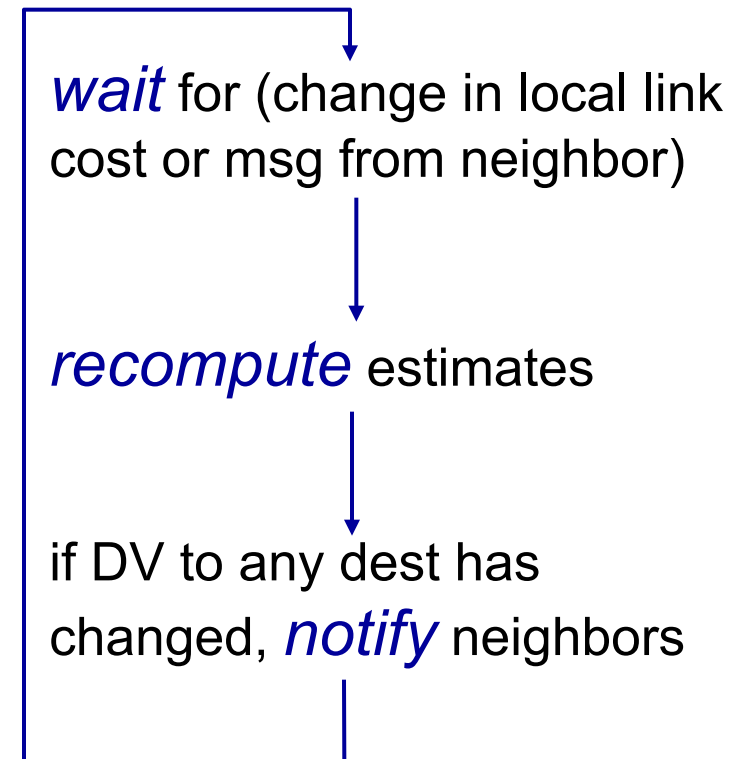 wait for (change in local link
cost or msg from neighbor)
recompute estimates
if DV to any dest has
changed, notify neighbors